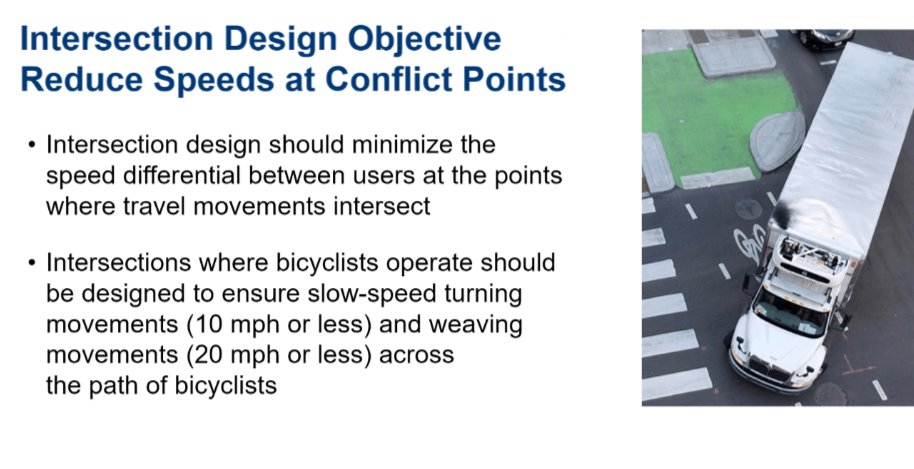 Intersection Design Objective
Reduce Speeds at Conflict Points
• Intersection design should minimize the
speed differential between users at the points
where travel movements intersect
• Intersections where bicyclists operate should
be designed to ensure slow-speed turning
movements (10 mph or less) and weaving
movements (20 mph or less) across
the path of bicyclists